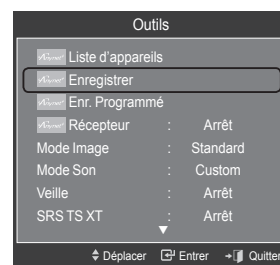 Outils
Liste d'appareils
Enregistrer
Enr. Programmé
Récepteur : Arrêt
Mode Image : Standard
Mode Son : Custom
Veille : Arrêt
SRS TS XT : Arrêt
Déplacer Entrer Quitter